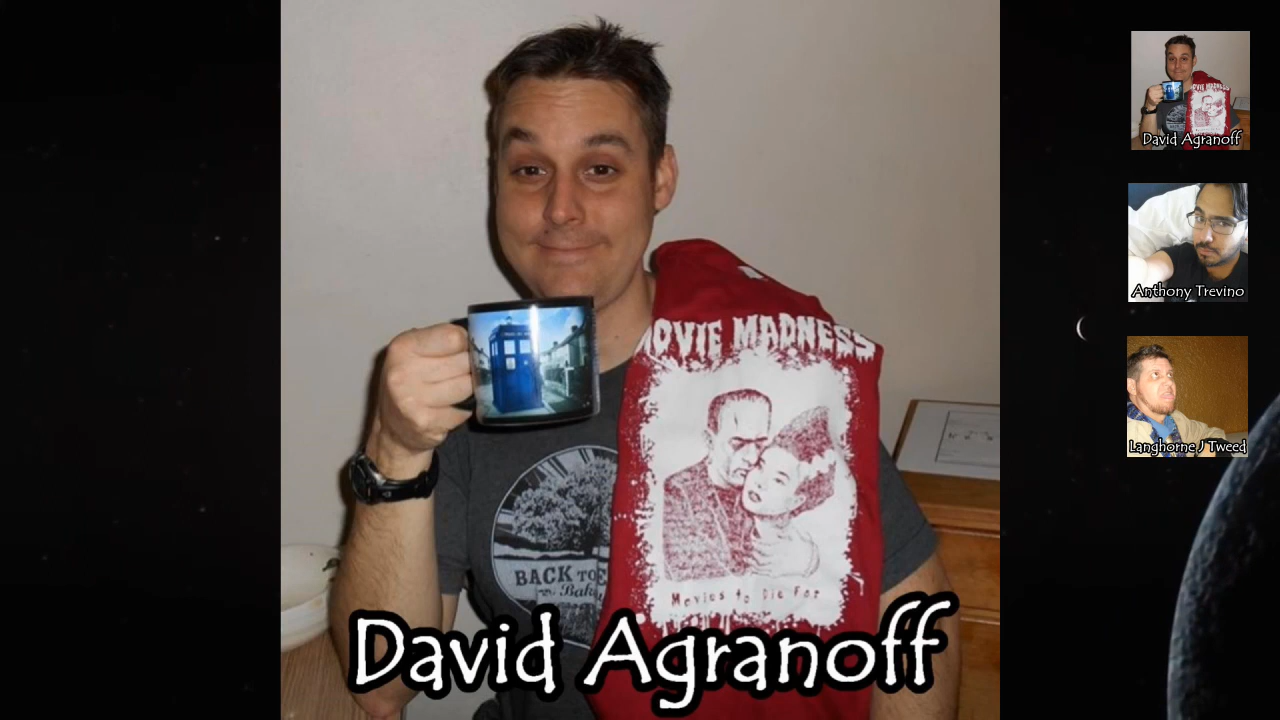 MOVIE MADNESS
Movies to Die For
BACK TO
David Agranoff
David Agranoff
Anthony Trevino
Langhorne J Tweed